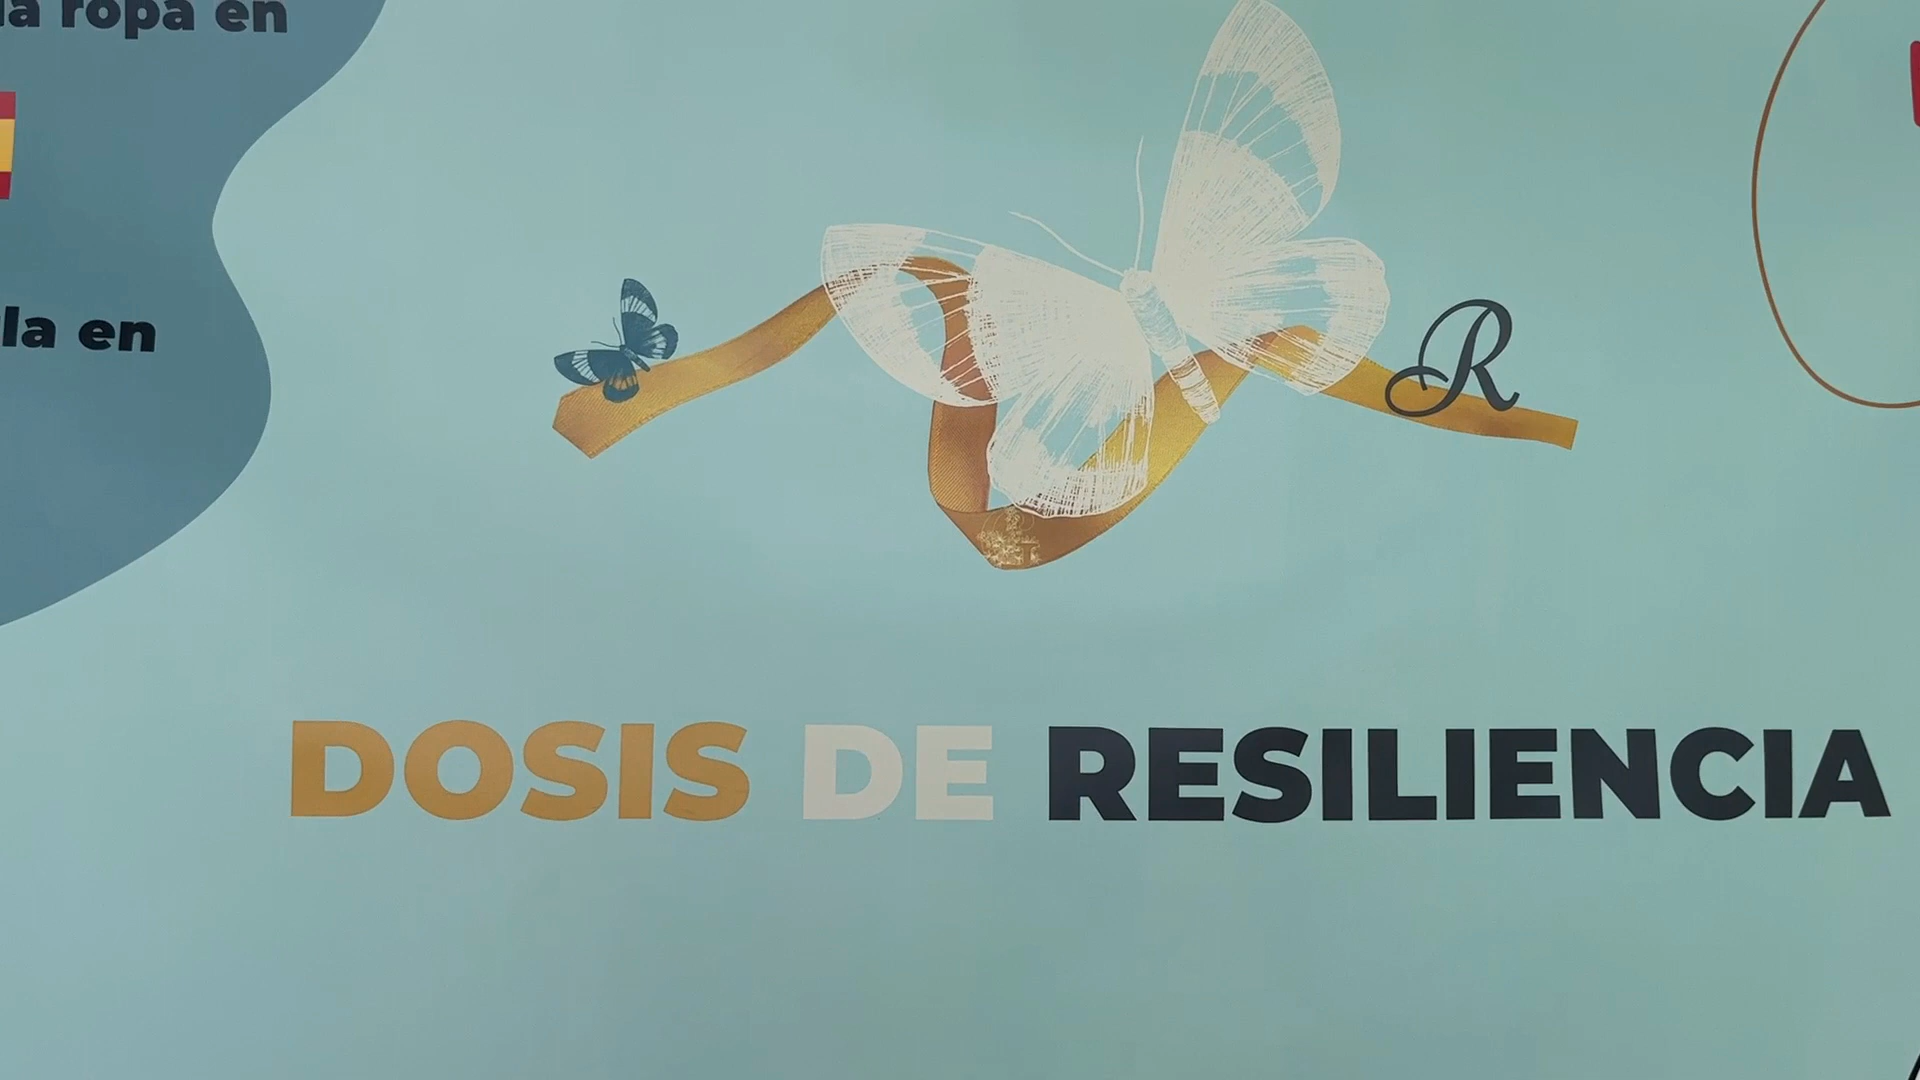 la ropa en
la en
R
DOSIS DE RESILIENCIA